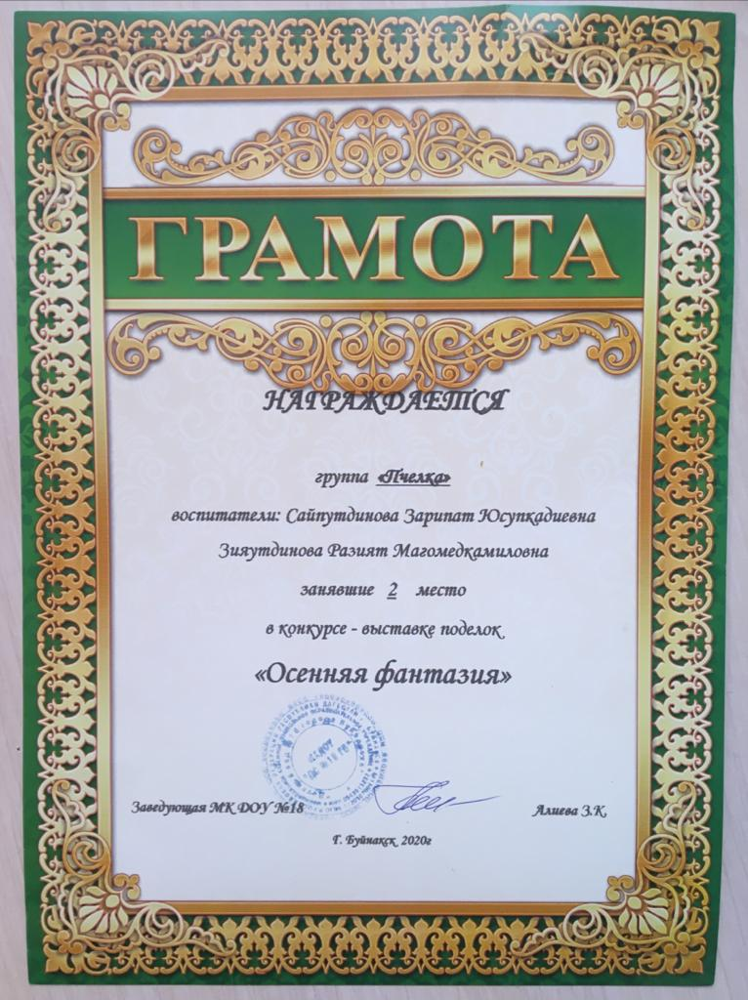 ГРАМОТА
НАГРАЖДАЕТСЯ
группа «Пчелка»
воспитатели: Сайпутдинова Зарипат Юсупкадиевна
Зияутдинова Разият Магомедкамиловна
занявшие 2 место
в конкурсе - выставке поделок
«Осенняя фантазия»
Заведующая МК ДОУ №18 Алиева З.К.
Г. Буйнакск 2020г